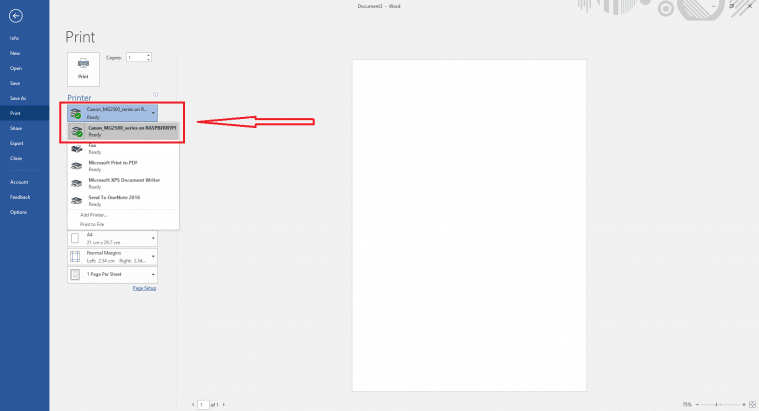 Document1 - Word
Info
New
Open
Save
Save As
Print
Share
Export
Close
Account
Feedback
Options
Print
Print
Copies: 1
Printer
Canon_MG2500_series on R...
Ready
Canon_MG2500_series on RASPBERRYPI
Ready
Fax
Ready
Microsoft Print to PDF
Ready
Microsoft XPS Document Writer
Ready
Send To OneNote 2016
Ready
Add Printer...
Print to File
A4
21 cm x 29.7 cm
Normal Margins
Left: 2.54 cm Right: 2.54...
1 Page Per Sheet
Page Setup
1 of 1
75%